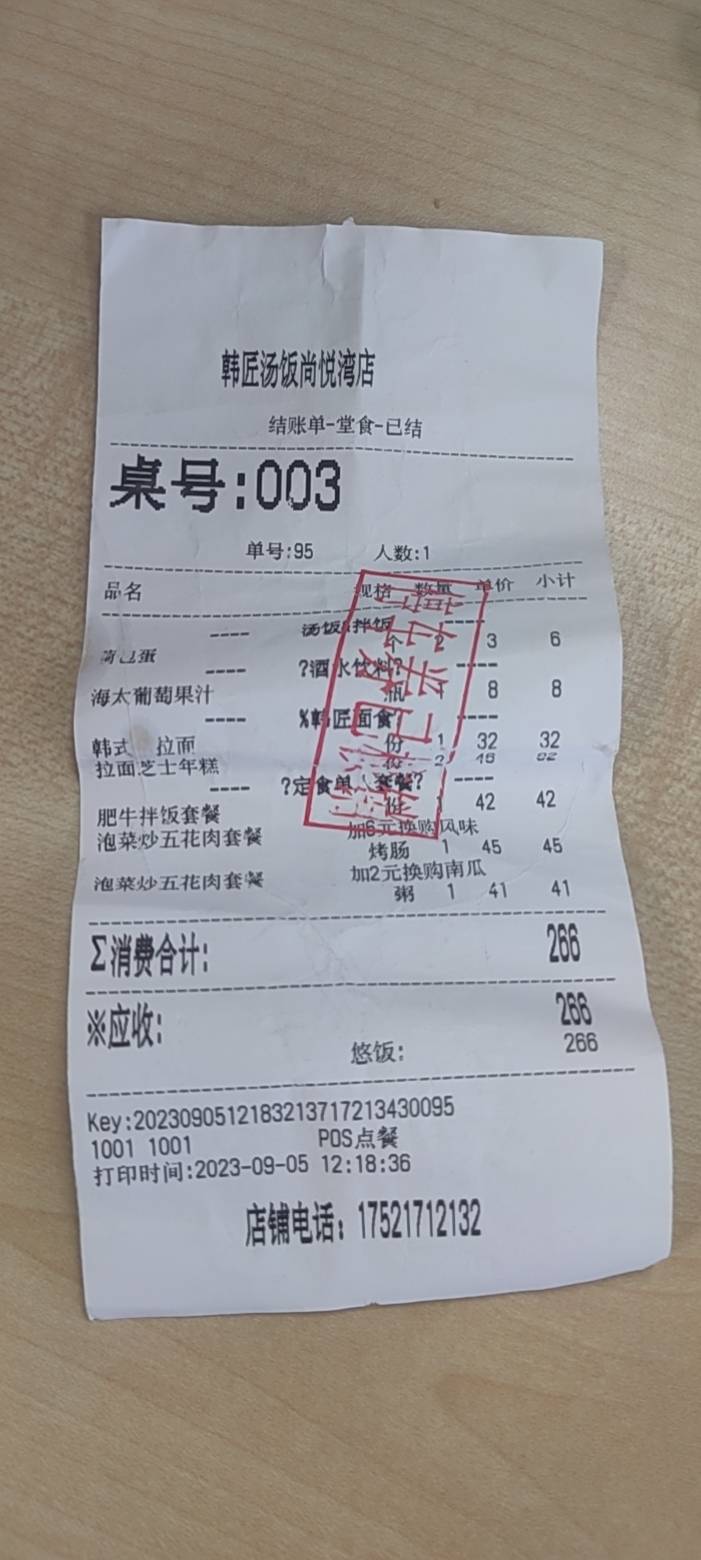 韩匠汤饭尚悦湾店
结账单-堂食-已结
桌号:003
单号:95 人数:1
品名 规格 数量 单价 小计
---- 汤饭 拌饭 ----
荷包蛋 个 2 3 6
---- ?酒水饮料? ----
海太葡萄果汁 瓶 1 8 8
---- %韩匠面食 ----
韩式 拉面 份 1 32 32
拉面芝士年糕 份 2
---- ?定食单人套餐? ----
肥牛拌饭套餐 份 1 42 42
泡菜炒五花肉套餐 加6元换购风味
烤肠 1 45 45
泡菜炒五花肉套餐 加2元换购南瓜
粥 1 41 41
Σ消费合计: 266
※应收: 266
悠饭: 266
Key:2023090512183213717213430095
1001 1001 POS点餐
打印时间:2023-09-05 12:18:36
店铺电话：17521712132